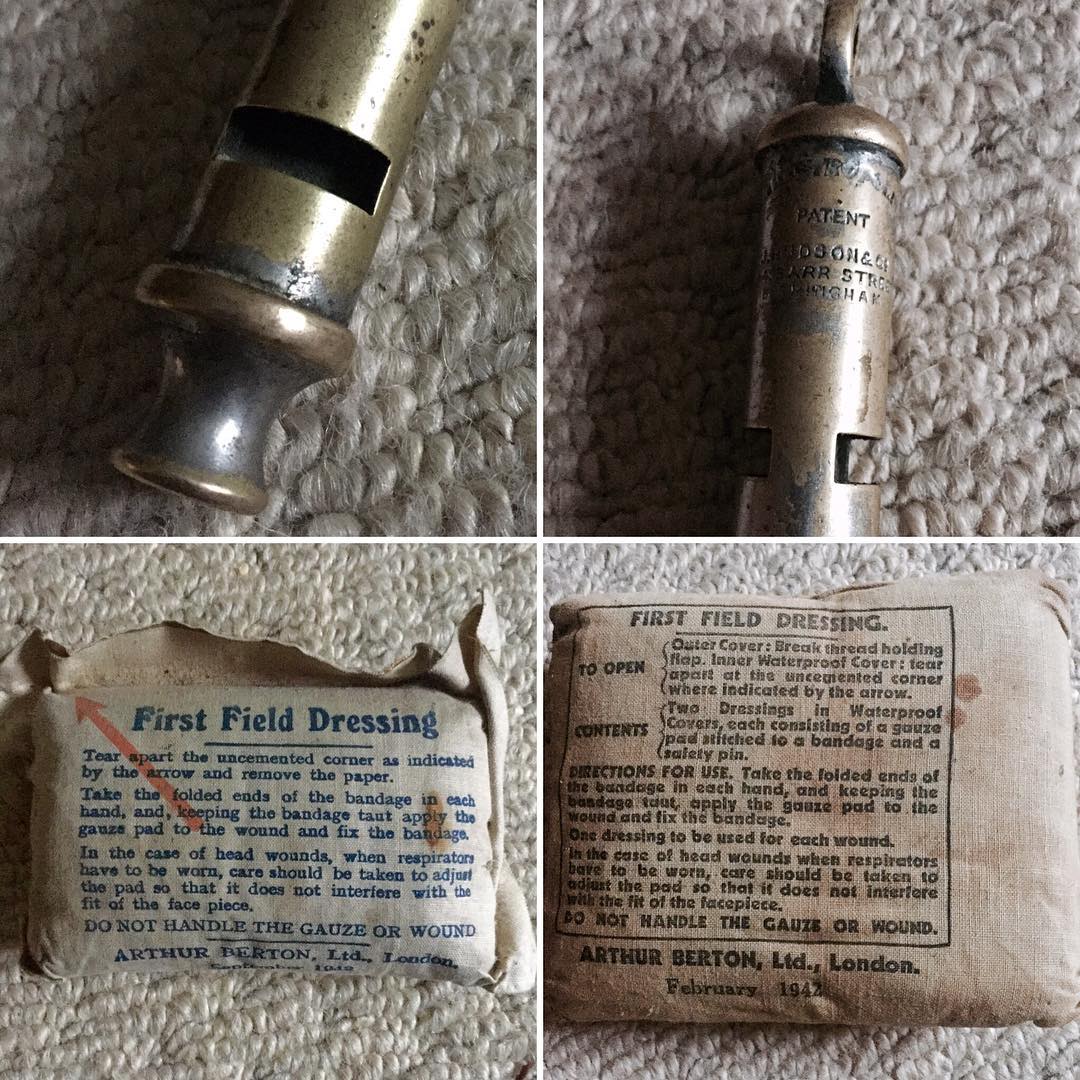 PATENT
First Field Dressing
Tear apart the uncemented corner as indicated
by the arrow and remove the paper.
Take the folded ends of the bandage in each
hand, and, keeping the bandage taut apply the
gauze pad to the wound and fix the bandage.
In the case of head wounds, when respirators
have to be worn, care should be taken to adjust
the pad so that it does not interfere with the
fit of the face piece.
DO NOT HANDLE THE GAUZE OR WOUND
ARTHUR BERTON, Ltd., London.
September
FIRST FIELD DRESSING.
TO OPEN
Outer Cover: Break thread holding
flap. Inner Waterproof Cover: tear
apart at the uncemented corner
where indicated by the arrow.
CONTENTS
Two Dressings in Waterproof
Covers, each consisting of a gauze
pad stitched to a bandage and a
safety pin.
DIRECTIONS FOR USE. Take the folded ends of
the bandage in each hand, and keeping the
bandage taut, apply the gauze pad to the
wound and fix the bandage.
One dressing to be used for each wound.
In the case of head wounds when respirators
have to be worn, care should be taken to
adjust the pad so that it does not interfere
with the fit of the facepiece.
DO NOT HANDLE THE GAUZE OR WOUND.
ARTHUR BERTON, Ltd., London.
February 1942